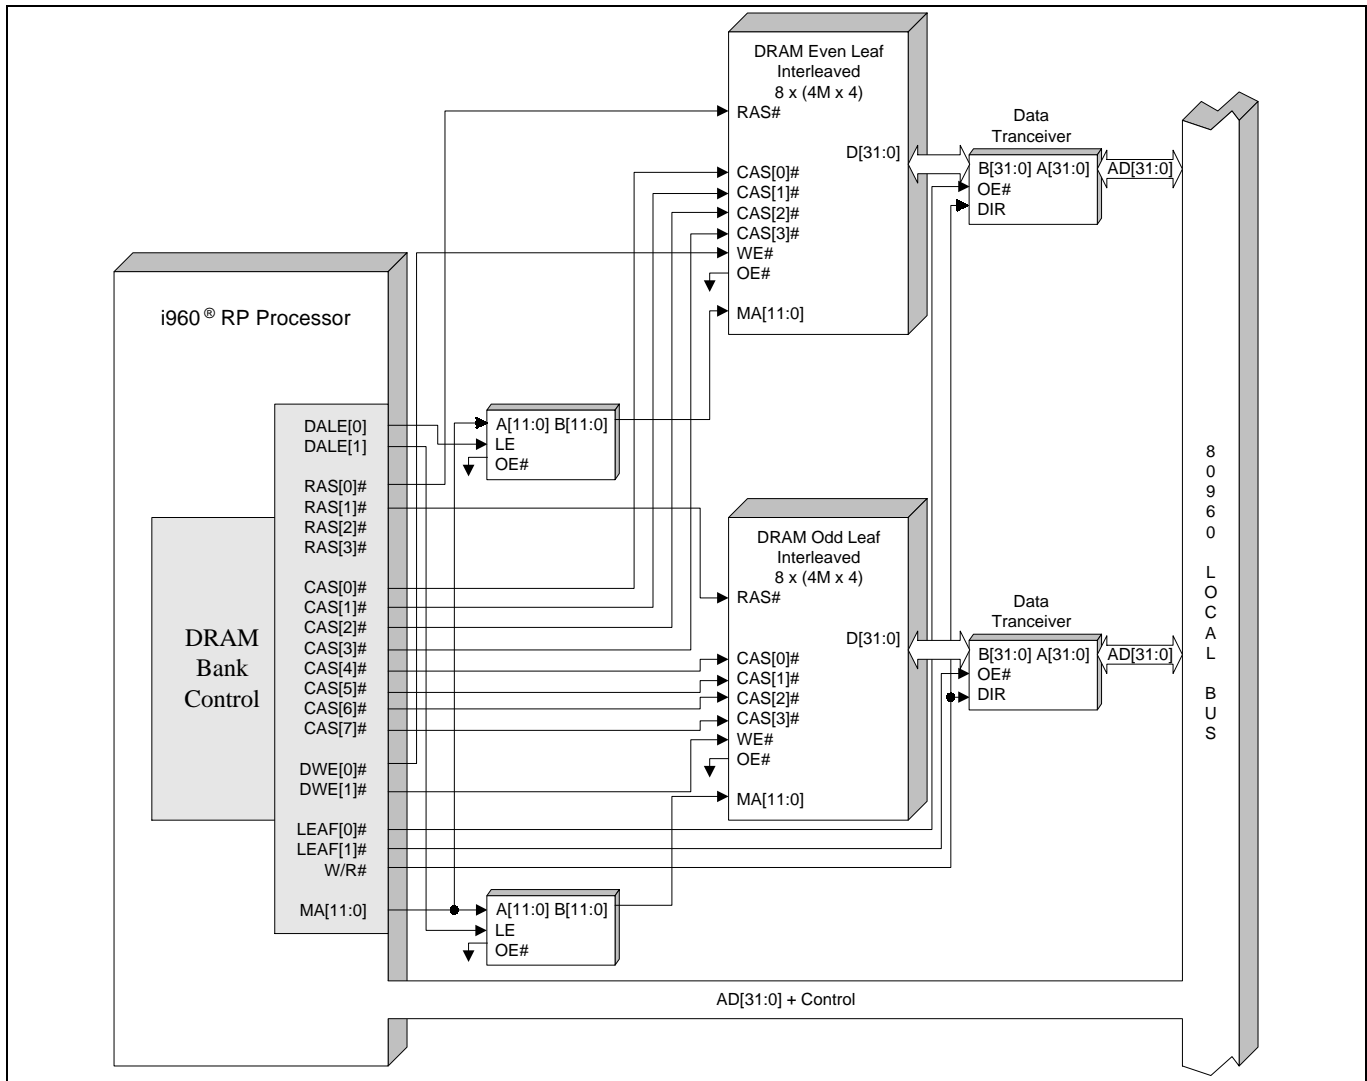 DRAM Even Leaf
Interleaved
8 x (4M x 4)
RAS#
D[31:0]
CAS[0]#
CAS[1]#
CAS[2]#
CAS[3]#
WE#
OE#
MA[11:0]
Data
Tranceiver
B[31:0] A[31:0]
OE#
DIR
AD[31:0]
i960® RP Processor
DRAM
Bank
Control
DALE[0]
DALE[1]
RAS[0]#
RAS[1]#
RAS[2]#
RAS[3]#
CAS[0]#
CAS[1]#
CAS[2]#
CAS[3]#
CAS[4]#
CAS[5]#
CAS[6]#
CAS[7]#
DWE[0]#
DWE[1]#
LEAF[0]#
LEAF[1]#
W/R#
MA[11:0]
A[11:0] B[11:0]
LE
OE#
DRAM Odd Leaf
Interleaved
8 x (4M x 4)
RAS#
D[31:0]
CAS[0]#
CAS[1]#
CAS[2]#
CAS[3]#
WE#
OE#
MA[11:0]
Data
Tranceiver
B[31:0] A[31:0]
OE#
DIR
AD[31:0]
A[11:0] B[11:0]
LE
OE#
80960 LOCAL BUS
AD[31:0] + Control